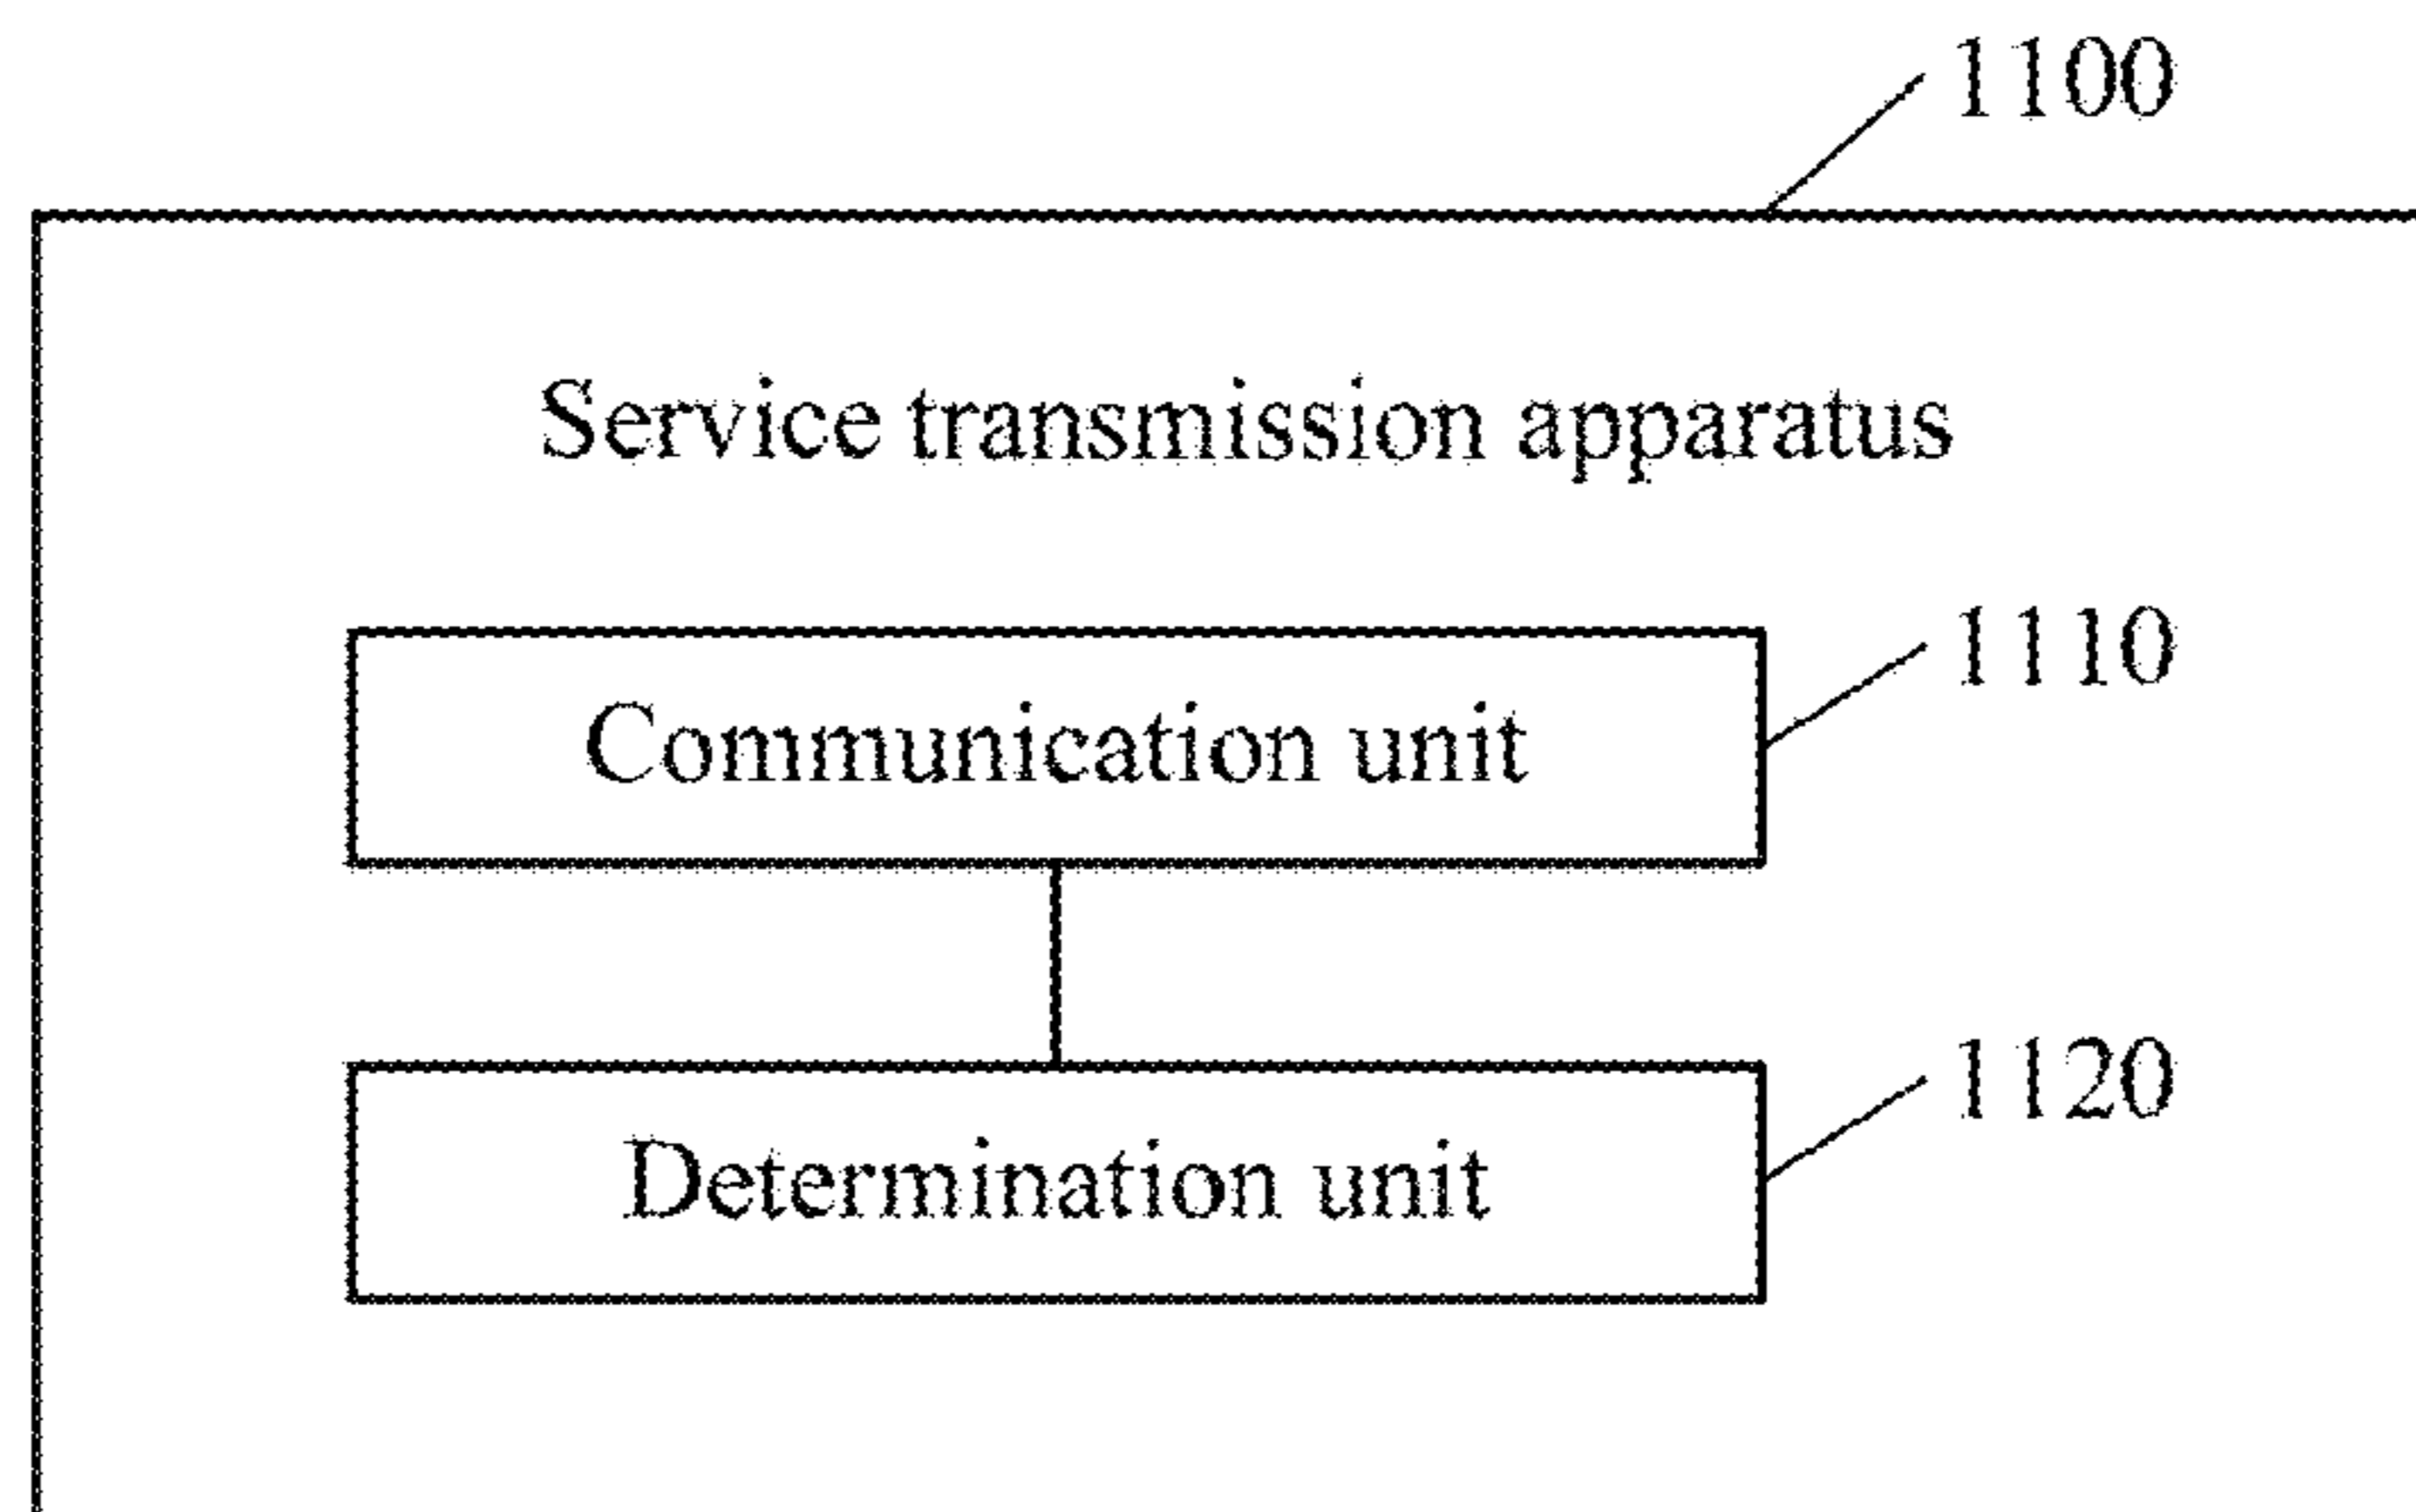 1100
Service transmission apparatus
1110
Communication unit
1120
Determination unit